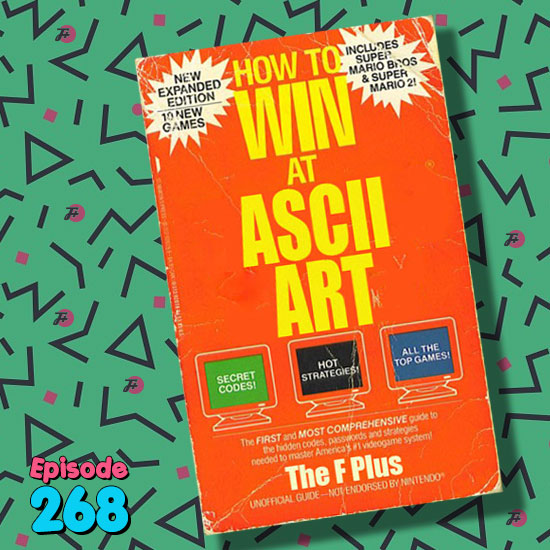 NEW
EXPANDED
EDITION
10 NEW
GAMES
INCLUDES
SUPER
MARIO BROS
& SUPER
MARIO 2!
HOW TO
WIN
AT
ASCII
ART
SECRET
CODES!
HOT
STRATEGIES!
ALL THE
TOP GAMES!
The FIRST and MOST COMPREHENSIVE guide to
the hidden codes, passwords and strategies
needed to master America's #1 videogame system!
The F Plus
UNOFFICIAL GUIDE—NOT ENDORSED BY NINTENDO®
Episode
268